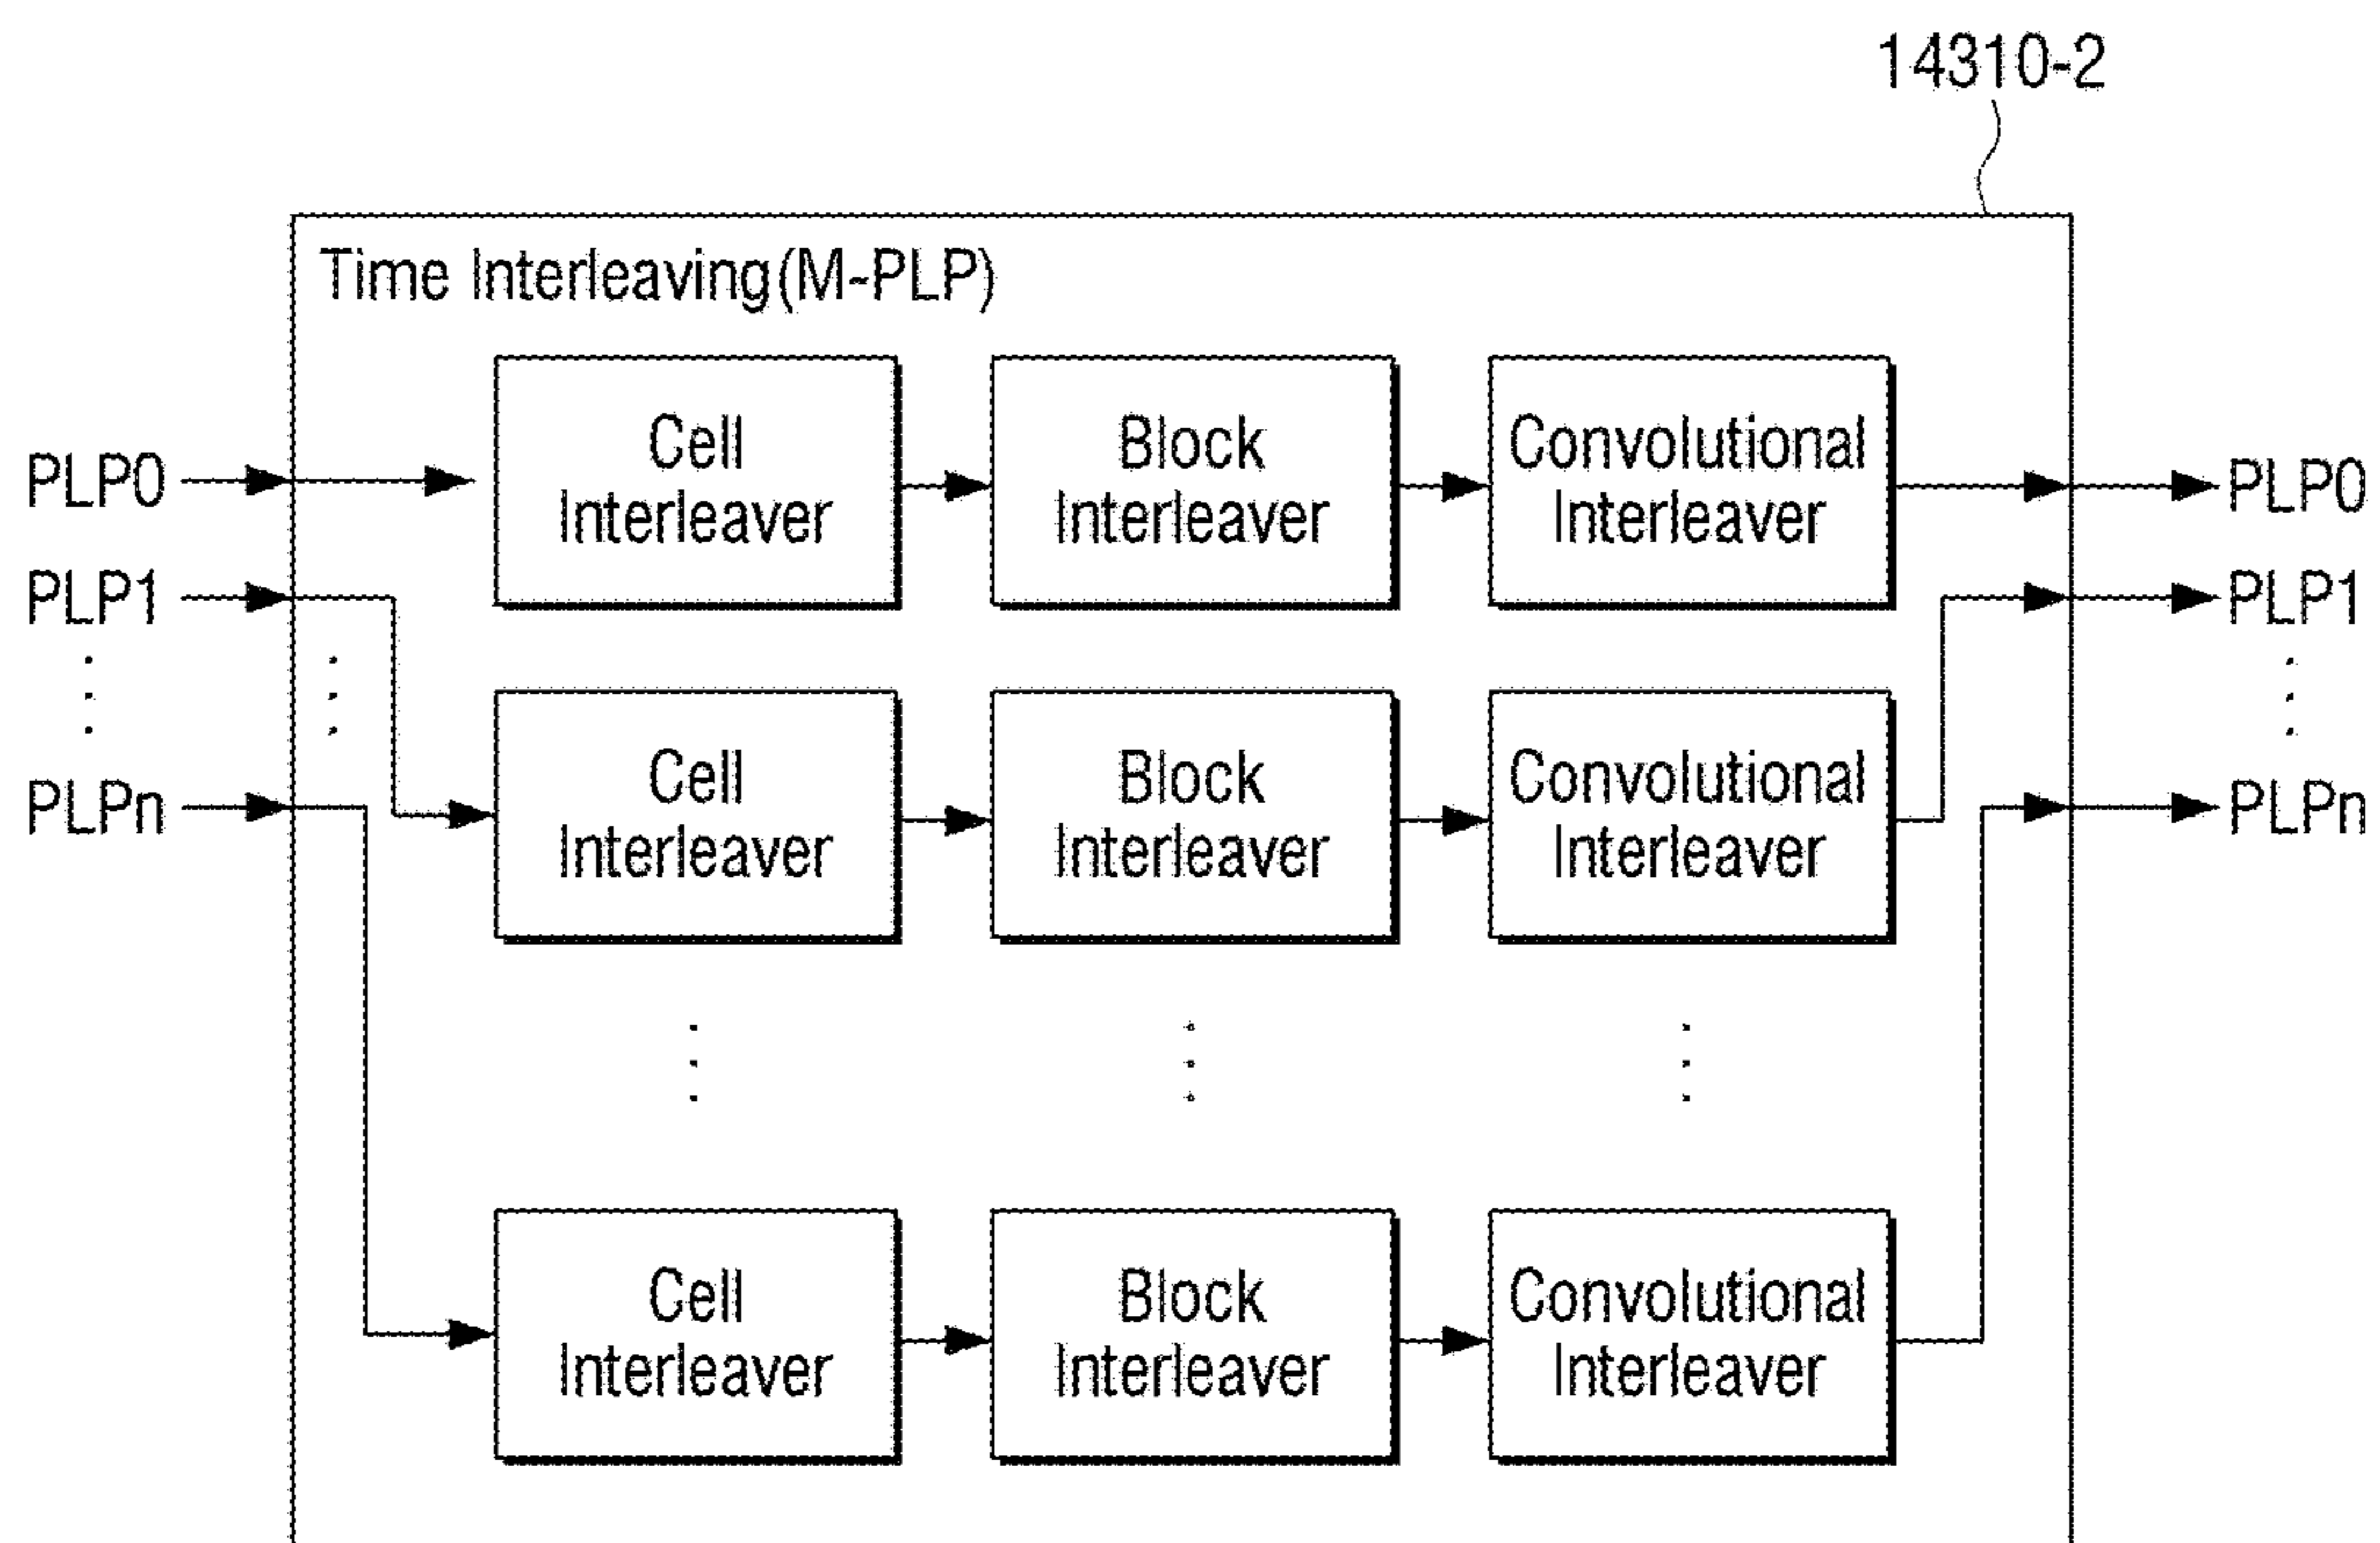 14310-2
Time Interleaving(M-PLP)
Cell
Interleaver
Block
Interleaver
Convolutional
Interleaver
PLP0
PLP0
PLP1
PLP1
Cell
Interleaver
Block
Interleaver
Convolutional
Interleaver
PLPn
PLPn
Cell
Interleaver
Block
Interleaver
Convolutional
Interleaver